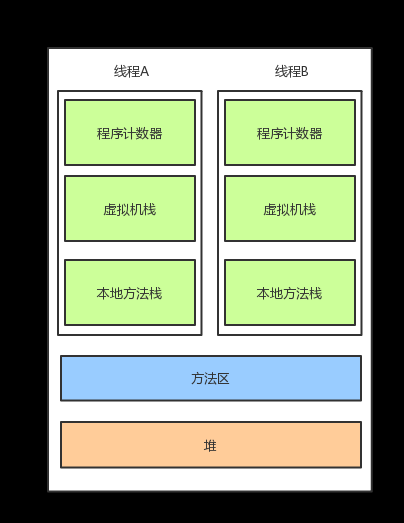 线程A 线程B
程序计数器 程序计数器
虚拟机栈 虚拟机栈
本地方法栈 本地方法栈
方法区
堆